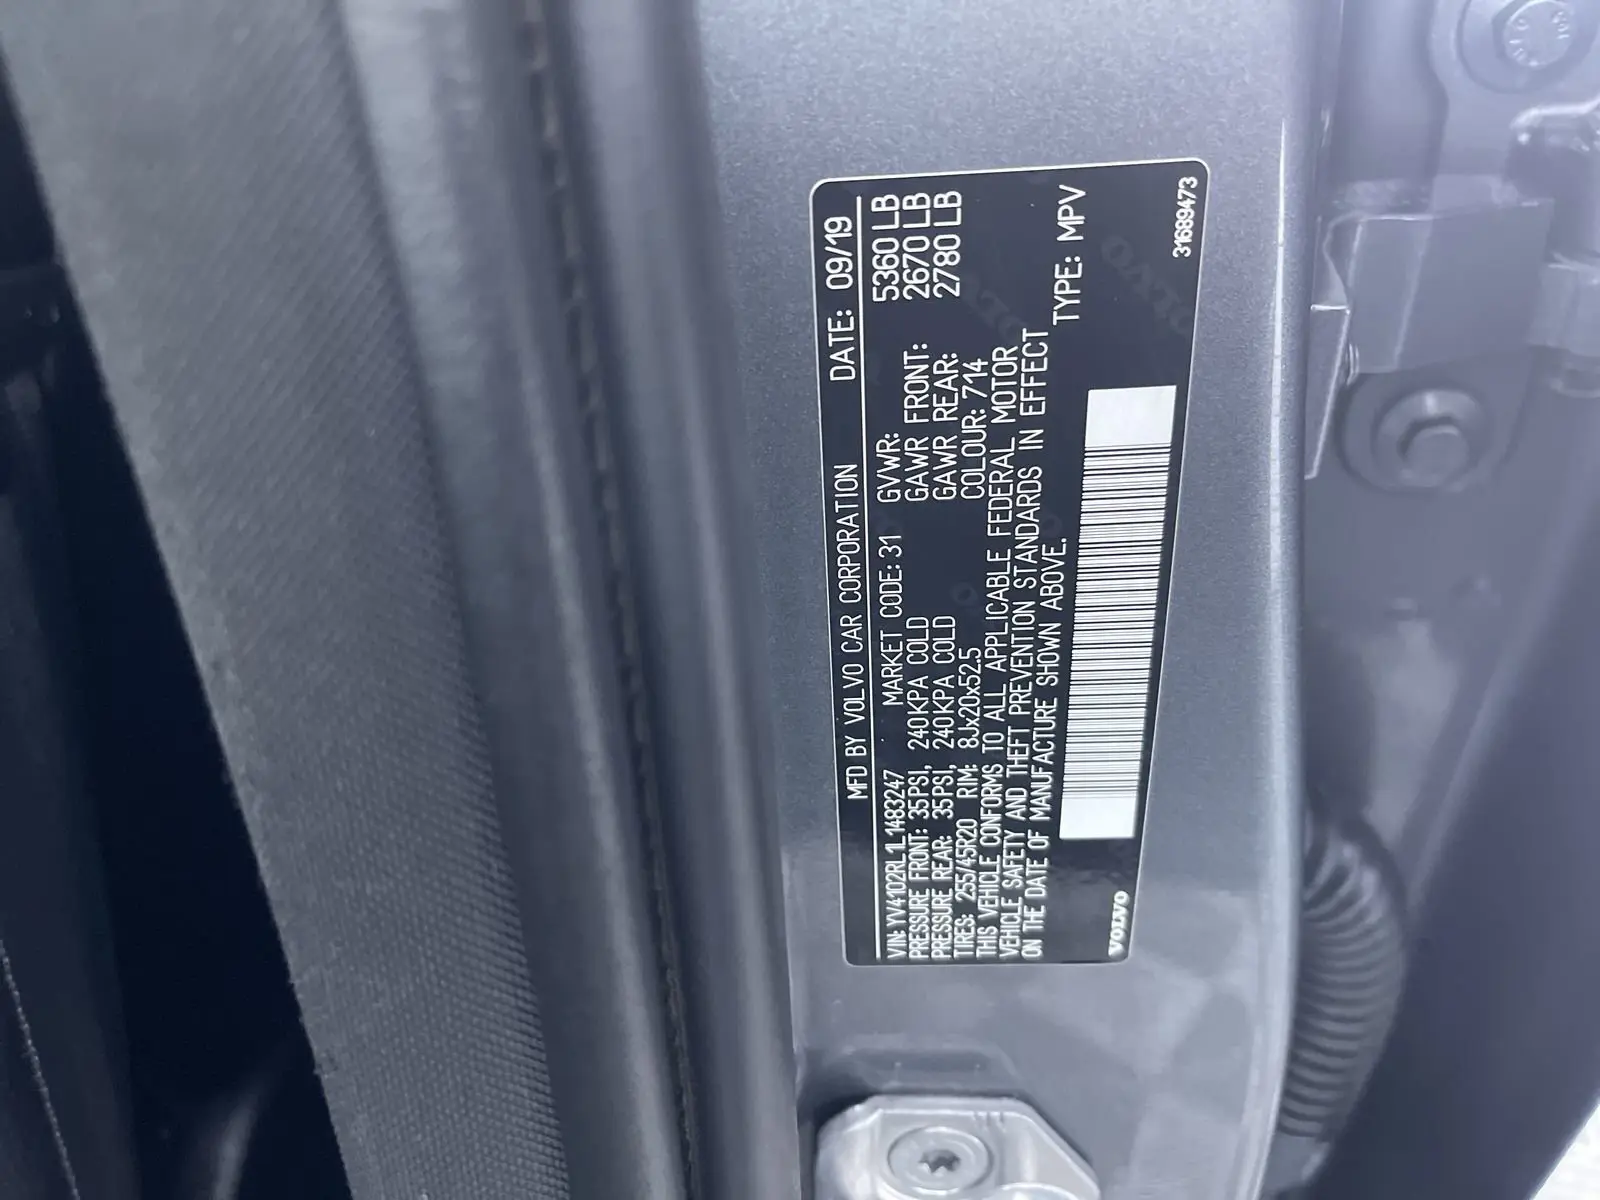 MFD BY VOLVO CAR CORPORATION DATE: 09/19
VIN: YV4102RL1L1483247 MARKET CODE: 31 GVWR: 5360 LB
PRESSURE FRONT: 35PSI, 240KPA COLD GAWR FRONT: 2670 LB
PRESSURE REAR: 35PSI, 240KPA COLD GAWR REAR: 2780 LB
TIRES: 255/45R20 RIM: 8Jx20x52.5 COLOUR: 714
THIS VEHICLE CONFORMS TO ALL APPLICABLE FEDERAL MOTOR
VEHICLE SAFETY AND THEFT PREVENTION STANDARDS IN EFFECT
ON THE DATE OF MANUFACTURE SHOWN ABOVE. TYPE: MPV
VOLVO 31689473